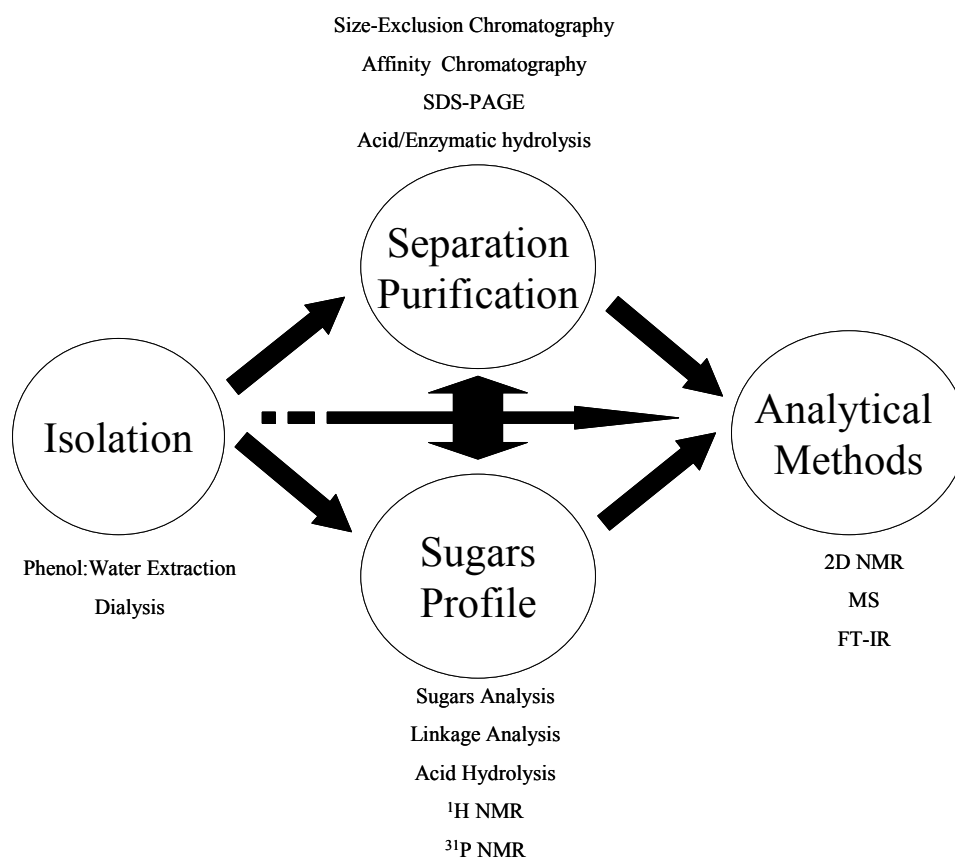 Size-Exclusion Chromatography
Affinity Chromatography
SDS-PAGE
Acid/Enzymatic hydrolysis
Separation
Purification
Isolation
Phenol:Water Extraction
Dialysis
Sugars
Profile
Sugars Analysis
Linkage Analysis
Acid Hydrolysis
¹H NMR
³¹P NMR
Analytical
Methods
2D NMR
MS
FT-IR